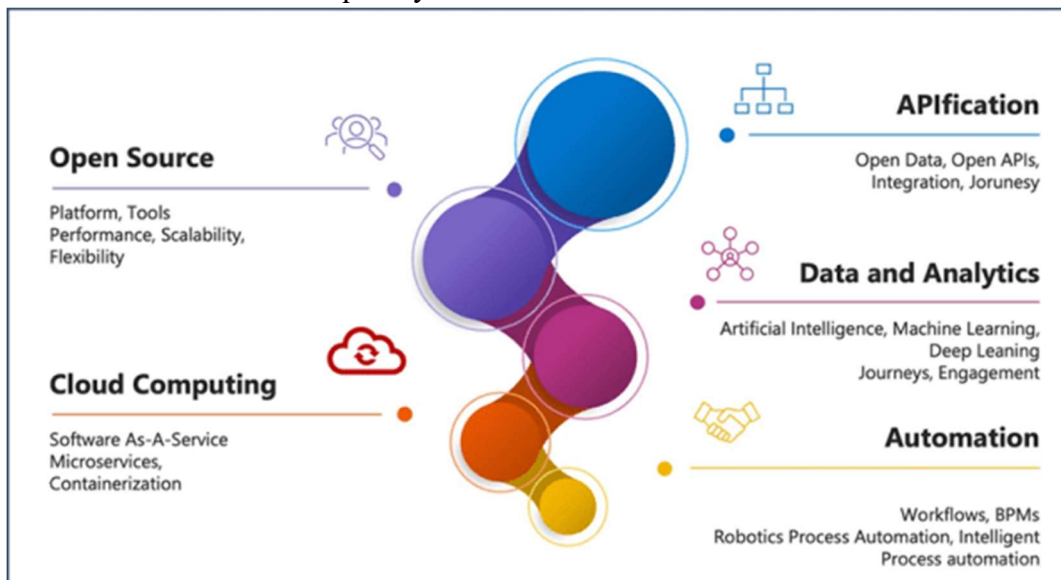 Open Source
Platform, Tools
Performance, Scalability,
Flexibility
APIfication
Open Data, Open APIs,
Integration, Jorunesy
Data and Analytics
Artificial Intelligence, Machine Learning,
Deep Leaning
Journeys, Engagement
Cloud Computing
Software As-A-Service
Microservices,
Containerization
Automation
Workflows, BPMs
Robotics Process Automation, Intelligent
Process automation